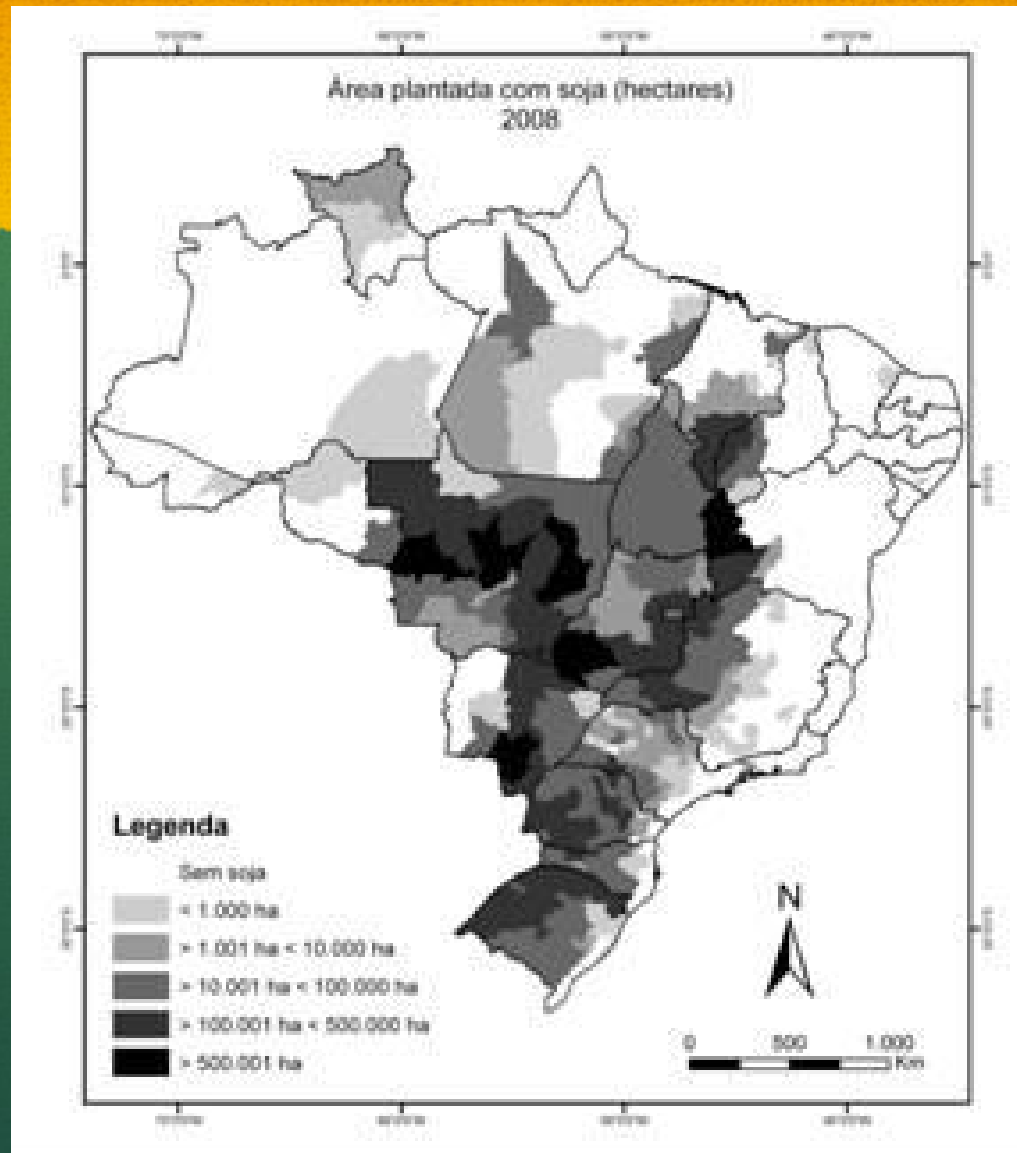 Área plantada com soja (hectares)
2008
Legenda
Sem soja
< 1.000 ha
> 1.001 ha < 10.000 ha
> 10.001 ha < 100.000 ha
> 100.001 ha < 500.000 ha
> 500.001 ha
N
0 500 1.000
Km